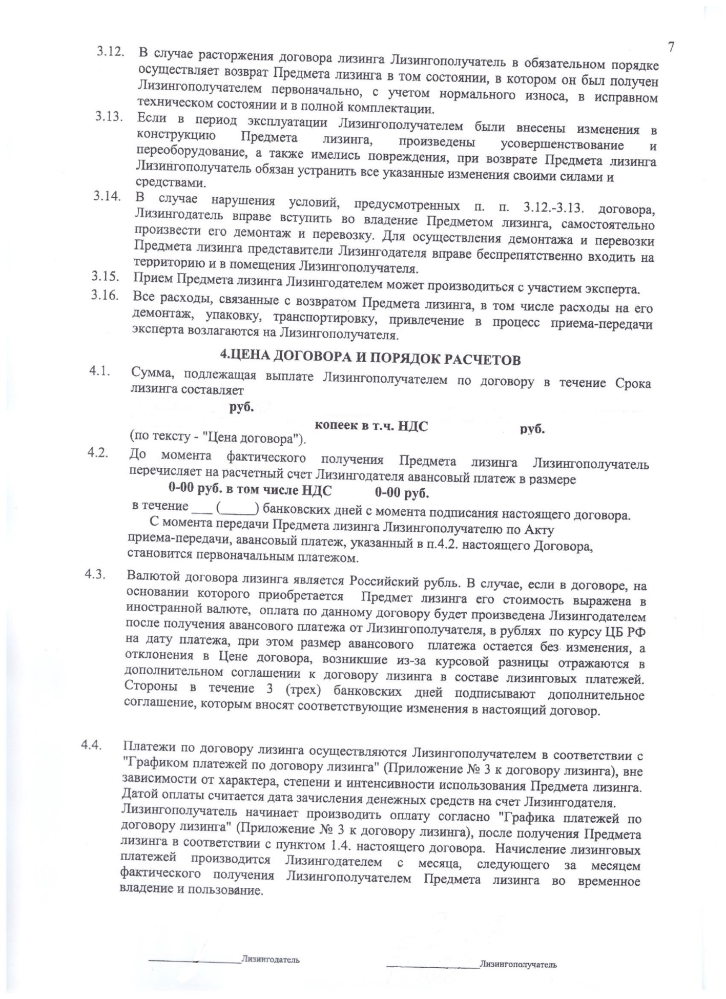 7
3.12. В случае расторжения договора лизинга Лизингополучатель в обязательном порядке
осуществляет возврат Предмета лизинга в том состоянии, в котором он был получен
Лизингополучателем первоначально, с учетом нормального износа, в исправном
техническом состоянии и в полной комплектации.
3.13. Если в период эксплуатации Лизингополучателем были внесены изменения в
конструкцию Предмета лизинга, произведены усовершенствование и
переоборудование, а также имелись повреждения, при возврате Предмета лизинга
Лизингополучатель обязан устранить все указанные изменения своими силами и
средствами.
3.14. В случае нарушения условий, предусмотренных п. п. 3.12.-3.13. договора,
Лизингодатель вправе вступить во владение Предметом лизинга, самостоятельно
произвести его демонтаж и перевозку. Для осуществления демонтажа и перевозки
Предмета лизинга представители Лизингодателя вправе беспрепятственно входить на
территорию и в помещения Лизингополучателя.
3.15. Прием Предмета лизинга Лизингодателем может производиться с участием эксперта.
3.16. Все расходы, связанные с возвратом Предмета лизинга, в том числе расходы на его
демонтаж, упаковку, транспортировку, привлечение в процесс приема-передачи
эксперта возлагаются на Лизингополучателя.
4.ЦЕНА ДОГОВОРА И ПОРЯДОК РАСЧЕТОВ
4.1. Сумма, подлежащая выплате Лизингополучателем по договору в течение Срока
лизинга составляет
руб.
копеек в т.ч. НДС руб.
(по тексту - "Цена договора").
4.2. До момента фактического получения Предмета лизинга Лизингополучатель
перечисляет на расчетный счет Лизингодателя авансовый платеж в размере
0-00 руб. в том числе НДС 0-00 руб.
в течение ___ (_____) банковских дней с момента подписания настоящего договора.
С момента передачи Предмета лизинга Лизингополучателю по Акту
приема-передачи, авансовый платеж, указанный в п.4.2. настоящего Договора,
становится первоначальным платежом.
4.3. Валютой договора лизинга является Российский рубль. В случае, если в договоре, на
основании которого приобретается Предмет лизинга его стоимость выражена в
иностранной валюте, оплата по данному договору будет произведена Лизингодателем
после получения авансового платежа от Лизингополучателя, в рублях по курсу ЦБ РФ
на дату платежа, при этом размер авансового платежа остается без изменения, а
отклонения в Цене договора, возникшие из-за курсовой разницы отражаются в
дополнительном соглашении к договору лизинга в составе лизинговых платежей.
Стороны в течение 3 (трех) банковских дней подписывают дополнительное
соглашение, которым вносят соответствующие изменения в настоящий договор.
4.4. Платежи по договору лизинга осуществляются Лизингополучателем в соответствии с
"Графиком платежей по договору лизинга" (Приложение № 3 к договору лизинга), вне
зависимости от характера, степени и интенсивности использования Предмета лизинга.
Датой оплаты считается дата зачисления денежных средств на счет Лизингодателя.
Лизингополучатель начинает производить оплату согласно "Графика платежей по
договору лизинга" (Приложение № 3 к договору лизинга), после получения Предмета
лизинга в соответствии с пунктом 1.4. настоящего договора. Начисление лизинговых
платежей производится Лизингодателем с месяца, следующего за месяцем
фактического получения Лизингополучателем Предмета лизинга во временное
владение и пользование.
______________Лизингодатель ______________Лизингополучатель